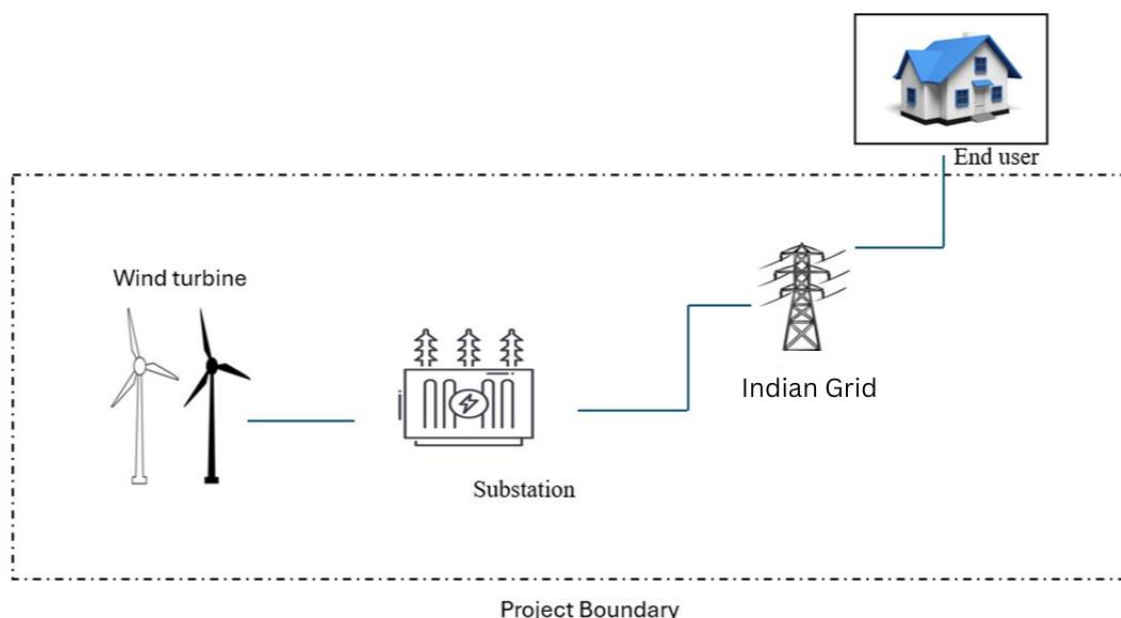 End user
Wind turbine
Indian Grid
Substation
Project Boundary